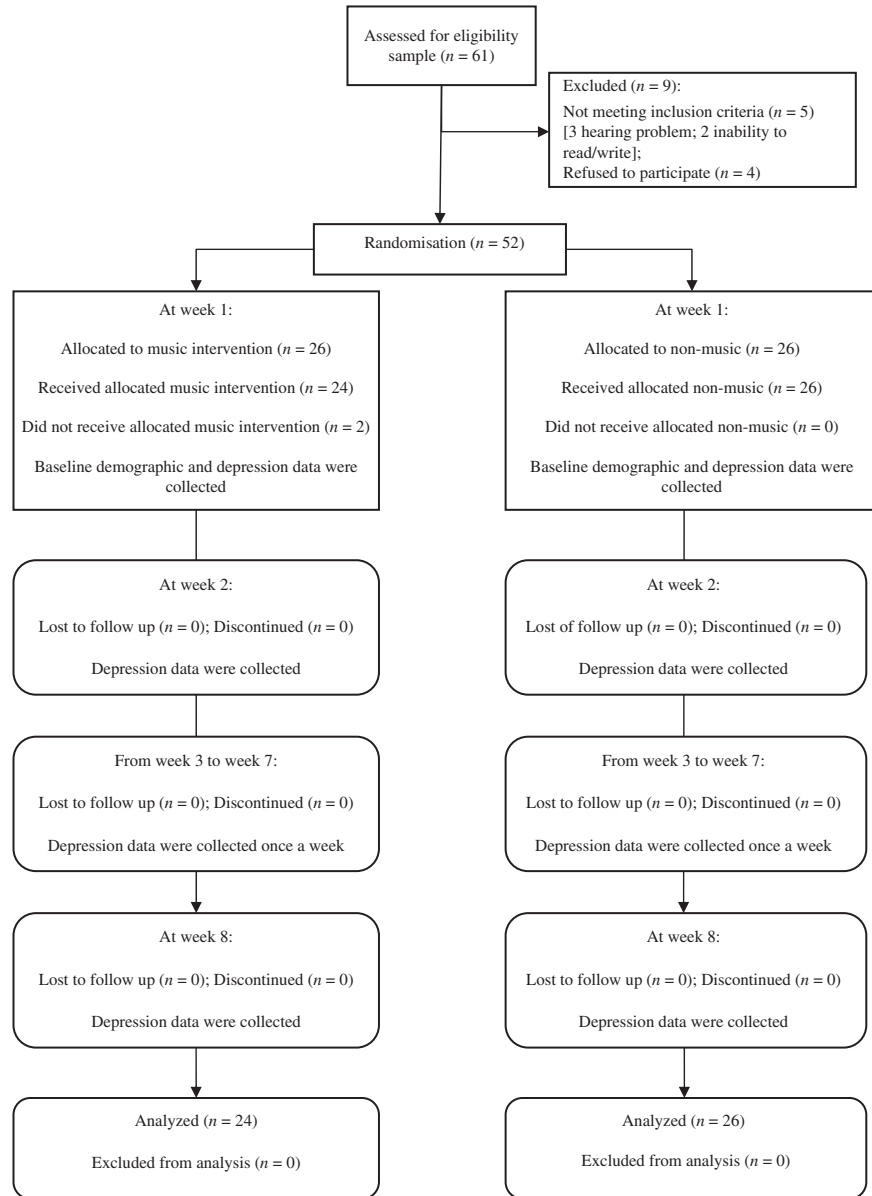 Assessed for eligibility
sample (n = 61)
Excluded (n = 9):
Not meeting inclusion criteria (n = 5)
[3 hearing problem; 2 inability to
read/write];
Refused to participate (n = 4)
Randomisation (n = 52)
At week 1:
Allocated to music intervention (n = 26)
Received allocated music intervention (n = 24)
Did not receive allocated music intervention (n = 2)
Baseline demographic and depression data were
collected
At week 1:
Allocated to non-music (n = 26)
Received allocated non-music (n = 26)
Did not receive allocated non-music (n = 0)
Baseline demographic and depression data were
collected
At week 2:
Lost to follow up (n = 0); Discontinued (n = 0)
Depression data were collected
At week 2:
Lost of follow up (n = 0); Discontinued (n = 0)
Depression data were collected
From week 3 to week 7:
Lost to follow up (n = 0); Discontinued (n = 0)
Depression data were collected once a week
From week 3 to week 7:
Lost to follow up (n = 0); Discontinued (n = 0)
Depression data were collected once a week
At week 8:
Lost to follow up (n = 0); Discontinued (n = 0)
Depression data were collected
At week 8:
Lost to follow up (n = 0); Discontinued (n = 0)
Depression data were collected
Analyzed (n = 24)
Excluded from analysis (n = 0)
Analyzed (n = 26)
Excluded from analysis (n = 0)